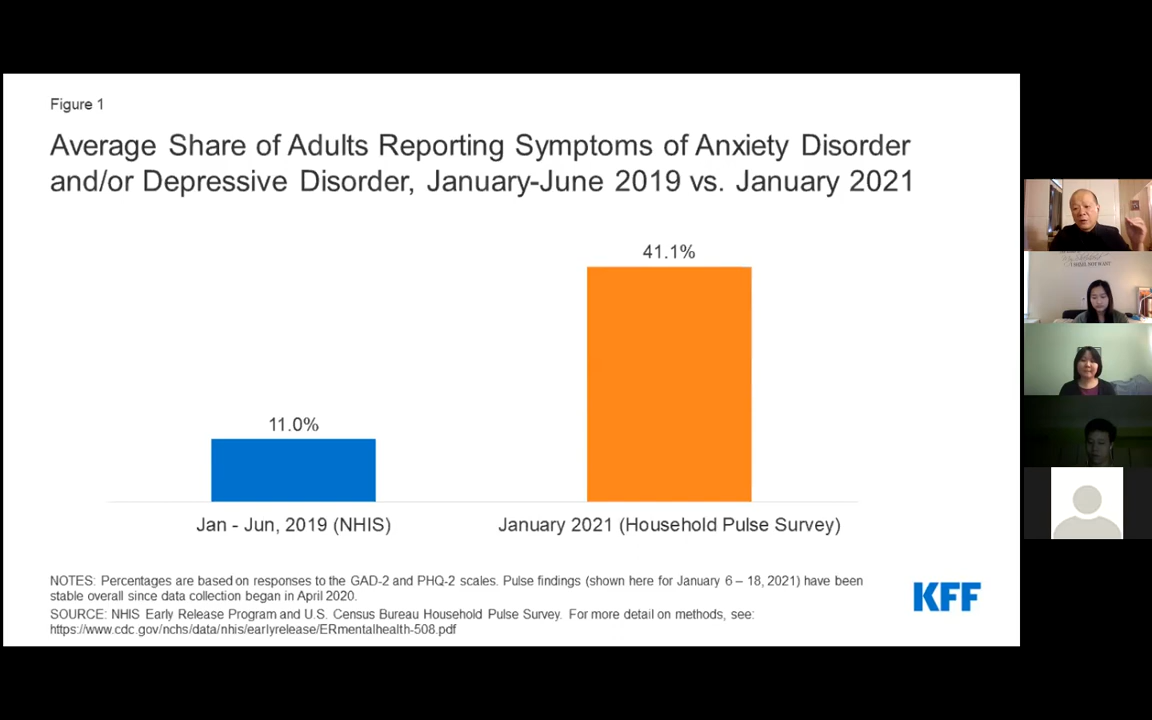 Figure 1
Average Share of Adults Reporting Symptoms of Anxiety Disorder
and/or Depressive Disorder, January-June 2019 vs. January 2021
41.1%
11.0%
Jan - Jun, 2019 (NHIS)
January 2021 (Household Pulse Survey)
NOTES: Percentages are based on responses to the GAD-2 and PHQ-2 scales. Pulse findings (shown here for January 6 – 18, 2021) have been
stable overall since data collection began in April 2020.
SOURCE: NHIS Early Release Program and U.S. Census Bureau Household Pulse Survey. For more detail on methods, see:
https://www.cdc.gov/nchs/data/nhis/earlyrelease/ERmentalhealth-508.pdf
KFF